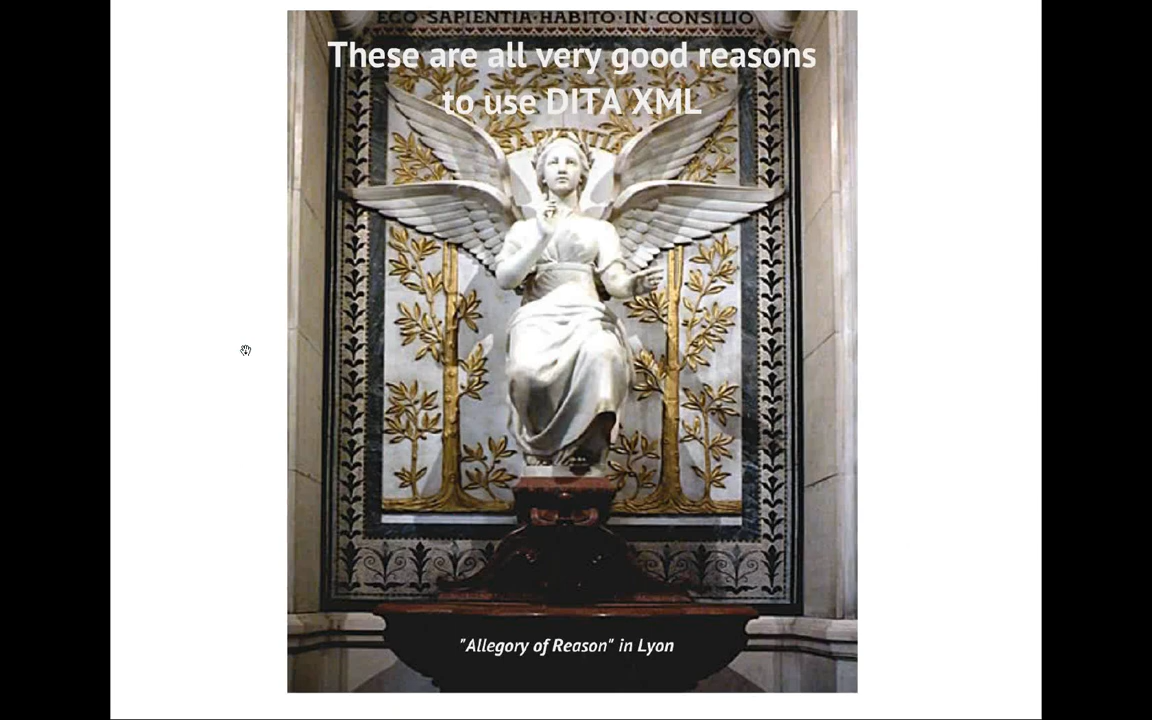 EGO·SAPIENTIA·HABITO·IN·CONSILIO
These are all very good reasons
to use DITA XML
SAPIENTIA
"Allegory of Reason" in Lyon